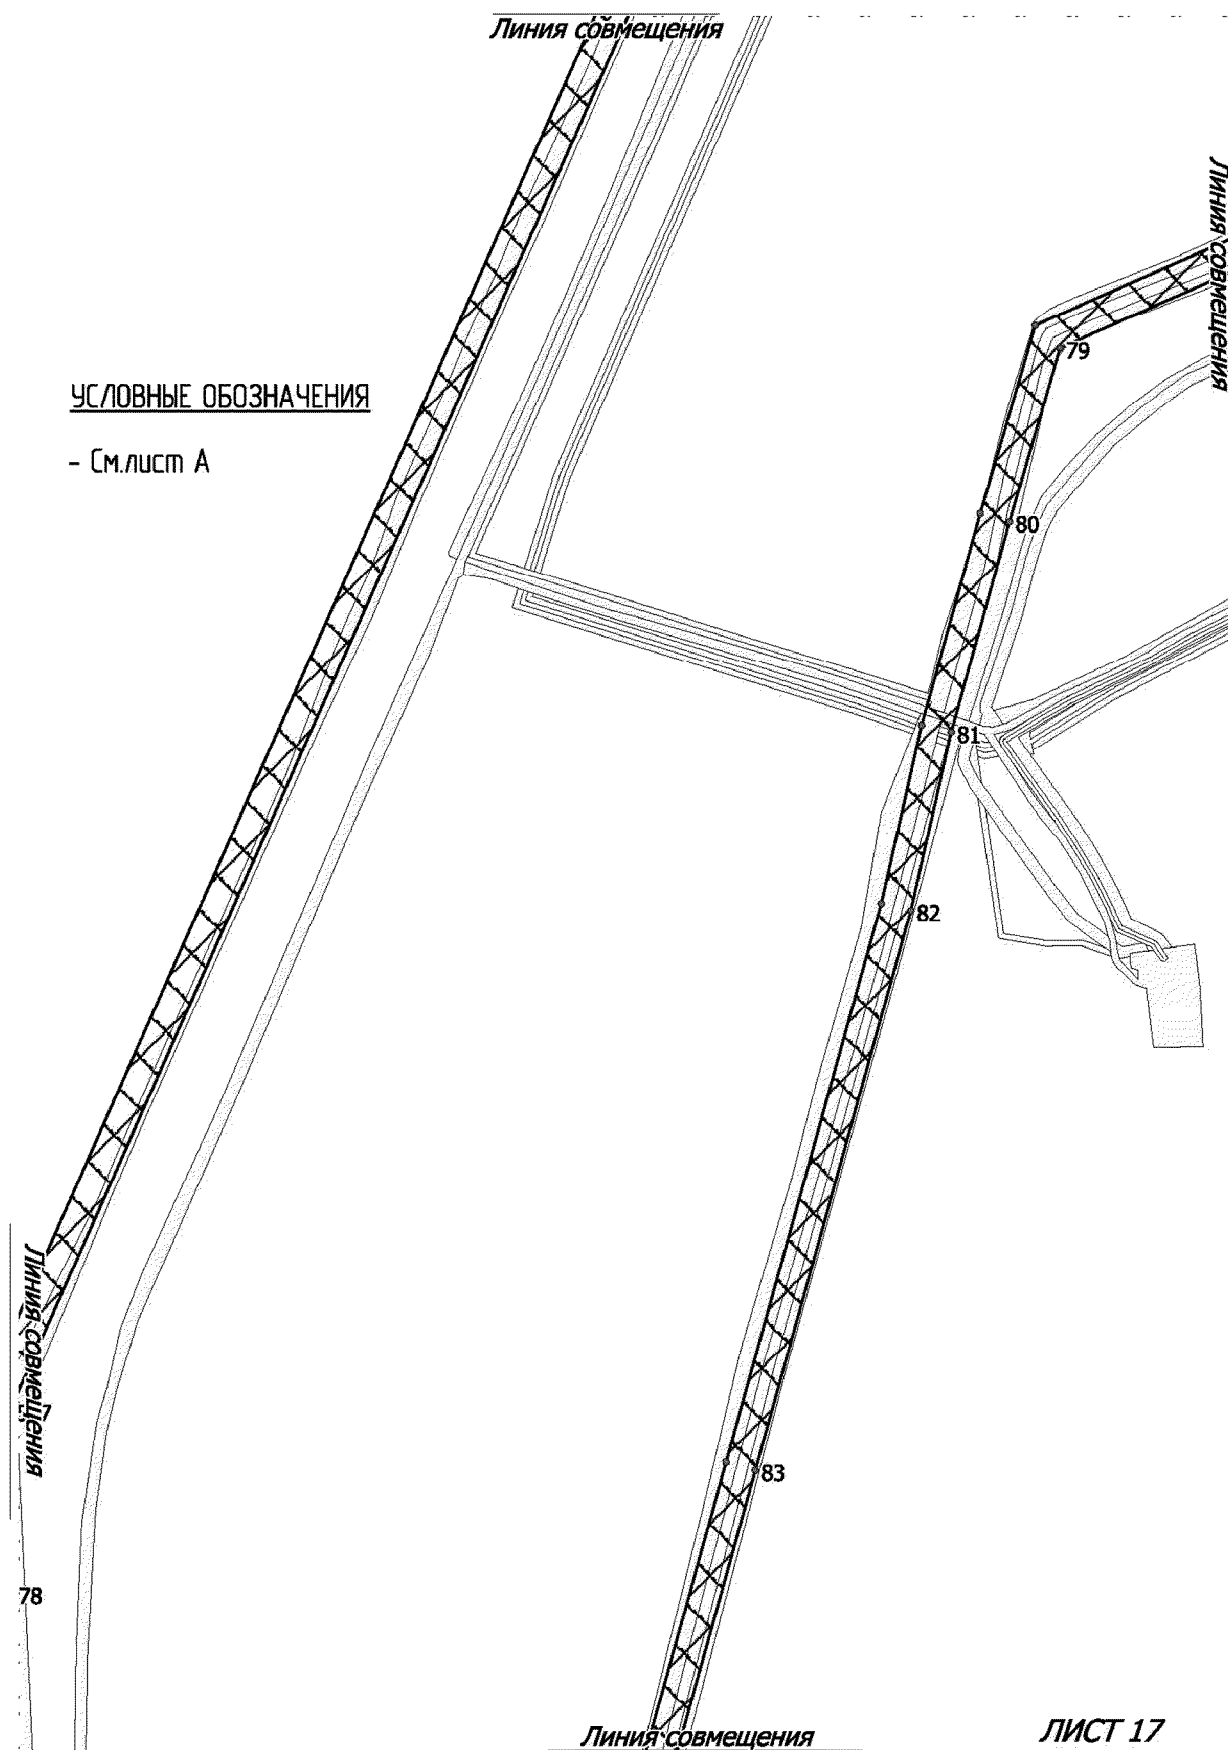 Линия совмещения
Линия совмещения
79
УСЛОВНЫЕ ОБОЗНАЧЕНИЯ
- См.лист А
80
81
82
Линия совмещения
83
78
Линия совмещения
ЛИСТ 17